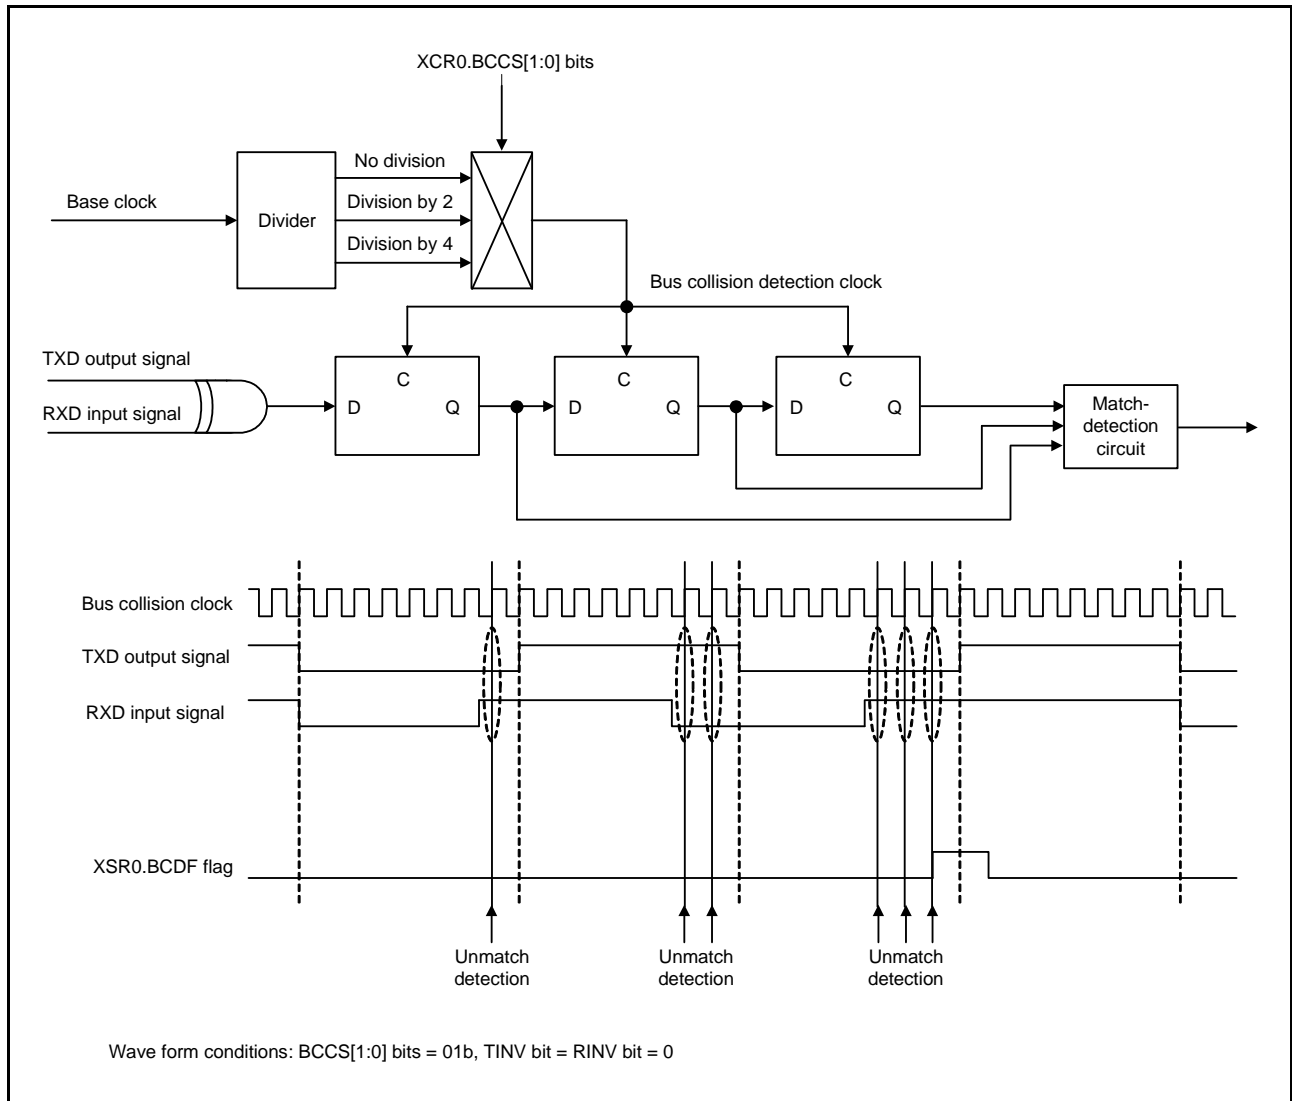 XCR0.BCCS[1:0] bits
No division
Base clock
Division by 2
Divider
Division by 4
Bus collision detection clock
TXD output signal
RXD input signal
C
D
Q
C
D
Q
C
D
Q
Match-
detection
circuit
Bus collision clock
TXD output signal
RXD input signal
XSR0.BCDF flag
Unmatch
detection
Unmatch
detection
Unmatch
detection
Wave form conditions: BCCS[1:0] bits = 01b, TINV bit = RINV bit = 0